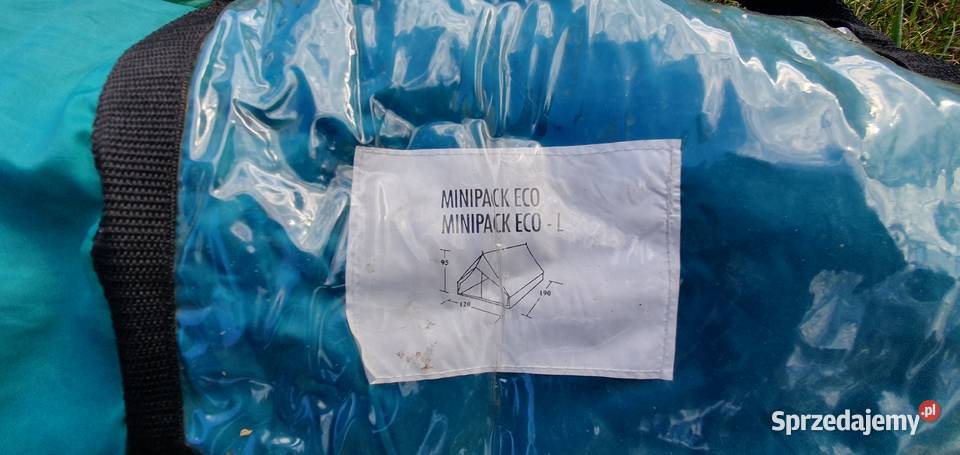 MINIPACK ECO
MINIPACK ECO - L
95
120
190
Sprzedajemy.pl